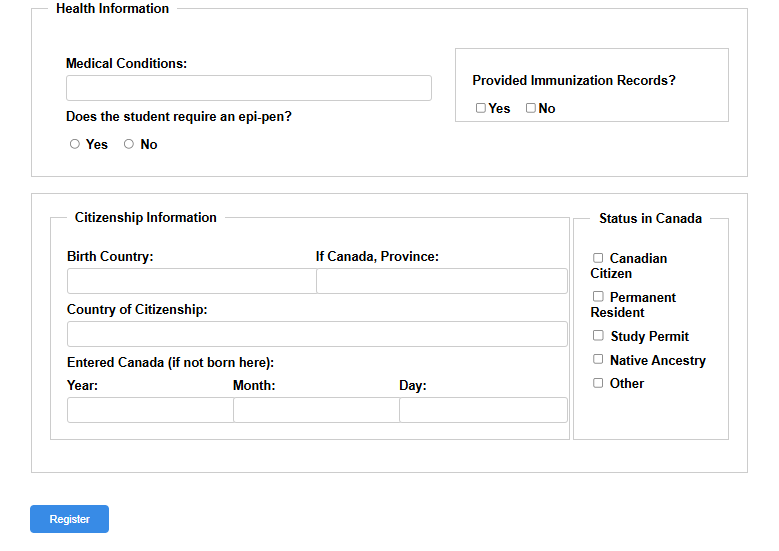 Health Information
Medical Conditions:
Does the student require an epi-pen?
Yes No
Provided Immunization Records?
Yes No
Citizenship Information
Birth Country: If Canada, Province:
Country of Citizenship:
Entered Canada (if not born here):
Year: Month: Day:
Status in Canada
Canadian
Citizen
Permanent
Resident
Study Permit
Native Ancestry
Other
Register